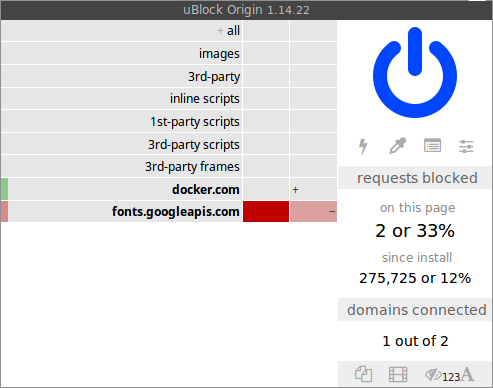 uBlock Origin 1.14.22
+ all
images
3rd-party
inline scripts
1st-party scripts
3rd-party scripts
3rd-party frames
docker.com +
fonts.googleapis.com −
requests blocked
on this page
2 or 33%
since install
275,725 or 12%
domains connected
1 out of 2
123 A